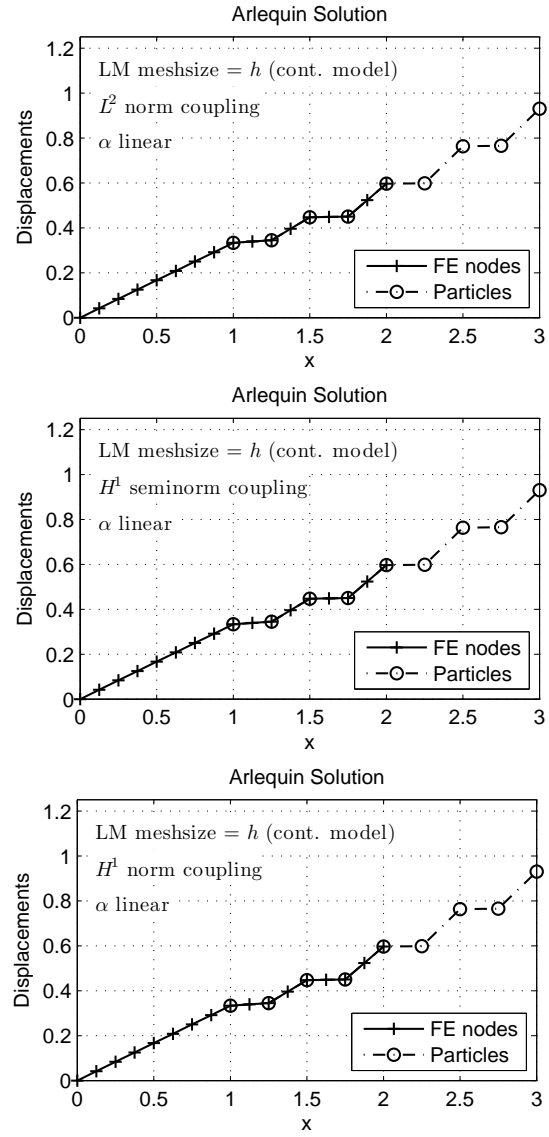 Arlequin Solution
1.2
1
0.8
0.6
0.4
0.2
0
Displacements
LM meshsize = h (cont. model)
L² norm coupling
α linear
FE nodes
Particles
0 0.5 1 1.5 2 2.5 3
x
Arlequin Solution
1.2
1
0.8
0.6
0.4
0.2
0
Displacements
LM meshsize = h (cont. model)
H¹ seminorm coupling
α linear
FE nodes
Particles
0 0.5 1 1.5 2 2.5 3
x
Arlequin Solution
1.2
1
0.8
0.6
0.4
0.2
0
Displacements
LM meshsize = h (cont. model)
H¹ norm coupling
α linear
FE nodes
Particles
0 0.5 1 1.5 2 2.5 3
x